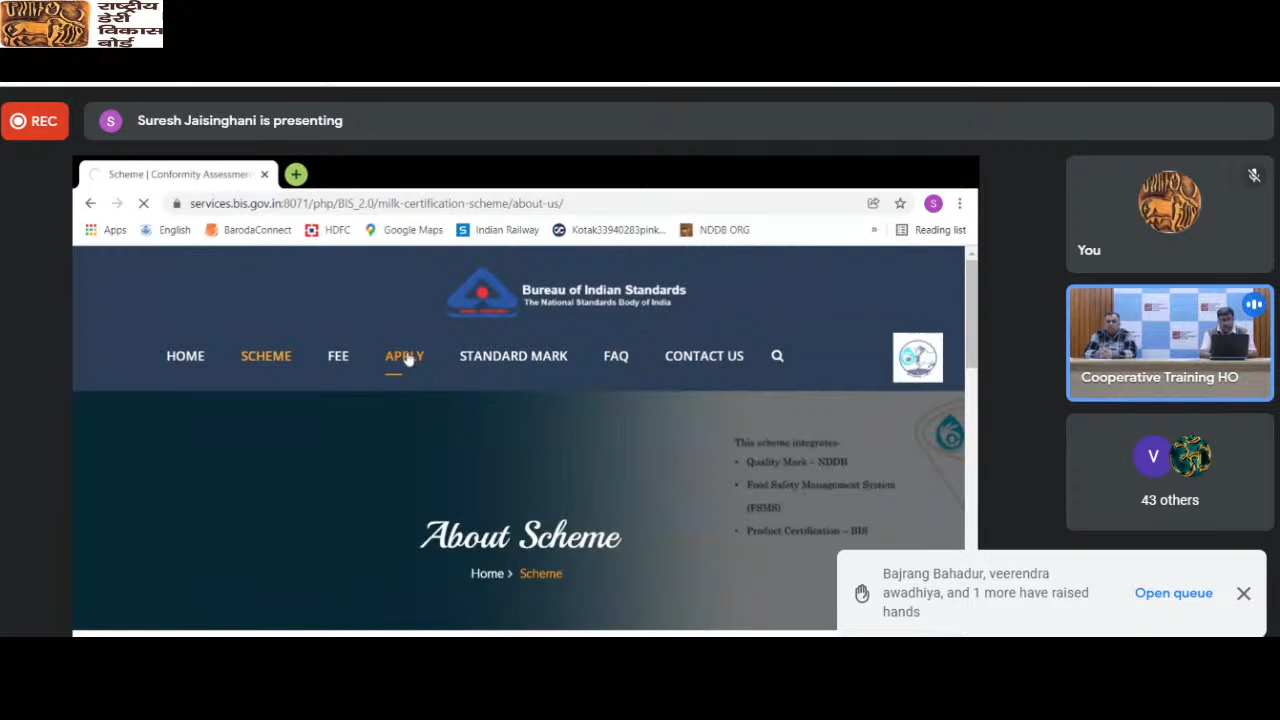 राष्ट्रीय
डेरी
विकास
बोर्ड
REC
S
Suresh Jaisinghani is presenting
Scheme | Conformity Assessmen
services.bis.gov.in:8071/php/BIS_2.0/milk-certification-scheme/about-us/
S
Apps
English
BarodaConnect
HDFC
Google Maps
S
Indian Railway
Kotak33940283pink...
NDDB ORG
»
Reading list
Bureau of Indian Standards
The National Standards Body of India
HOME
SCHEME
FEE
APPLY
STANDARD MARK
FAQ
CONTACT US
This scheme integrates-
• Quality Mark – NDDB
• Food Safety Management System
(FSMS)
• Product Certification – BIS
About Scheme
Home > Scheme
You
Cooperative Training HO
V
43 others
Bajrang Bahadur, veerendra
awadhiya, and 1 more have raised
hands
Open queue